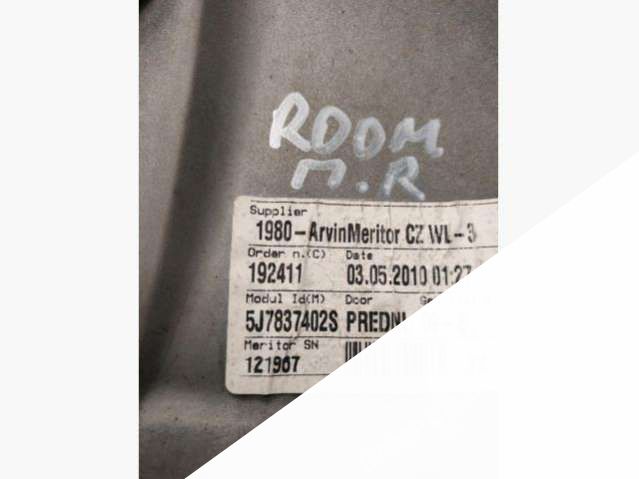 ROOM
П.R
Supplier
1980-ArvinMeritor CZ WL-3
Order n.(C) Date
192411 03.05.2010 01:27
Modul Id(M) Door
5J7837402S PREDNI
Meritor SN
121967